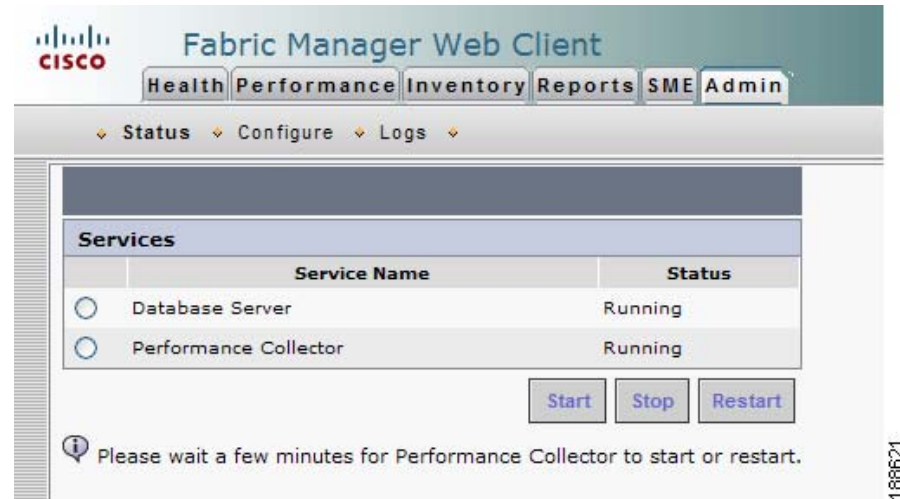 CISCO
Fabric Manager Web Client
Health Performance Inventory Reports SME Admin
Status Configure Logs
Services
Service Name Status
Database Server Running
Performance Collector Running
Start Stop Restart
Please wait a few minutes for Performance Collector to start or restart.
188621